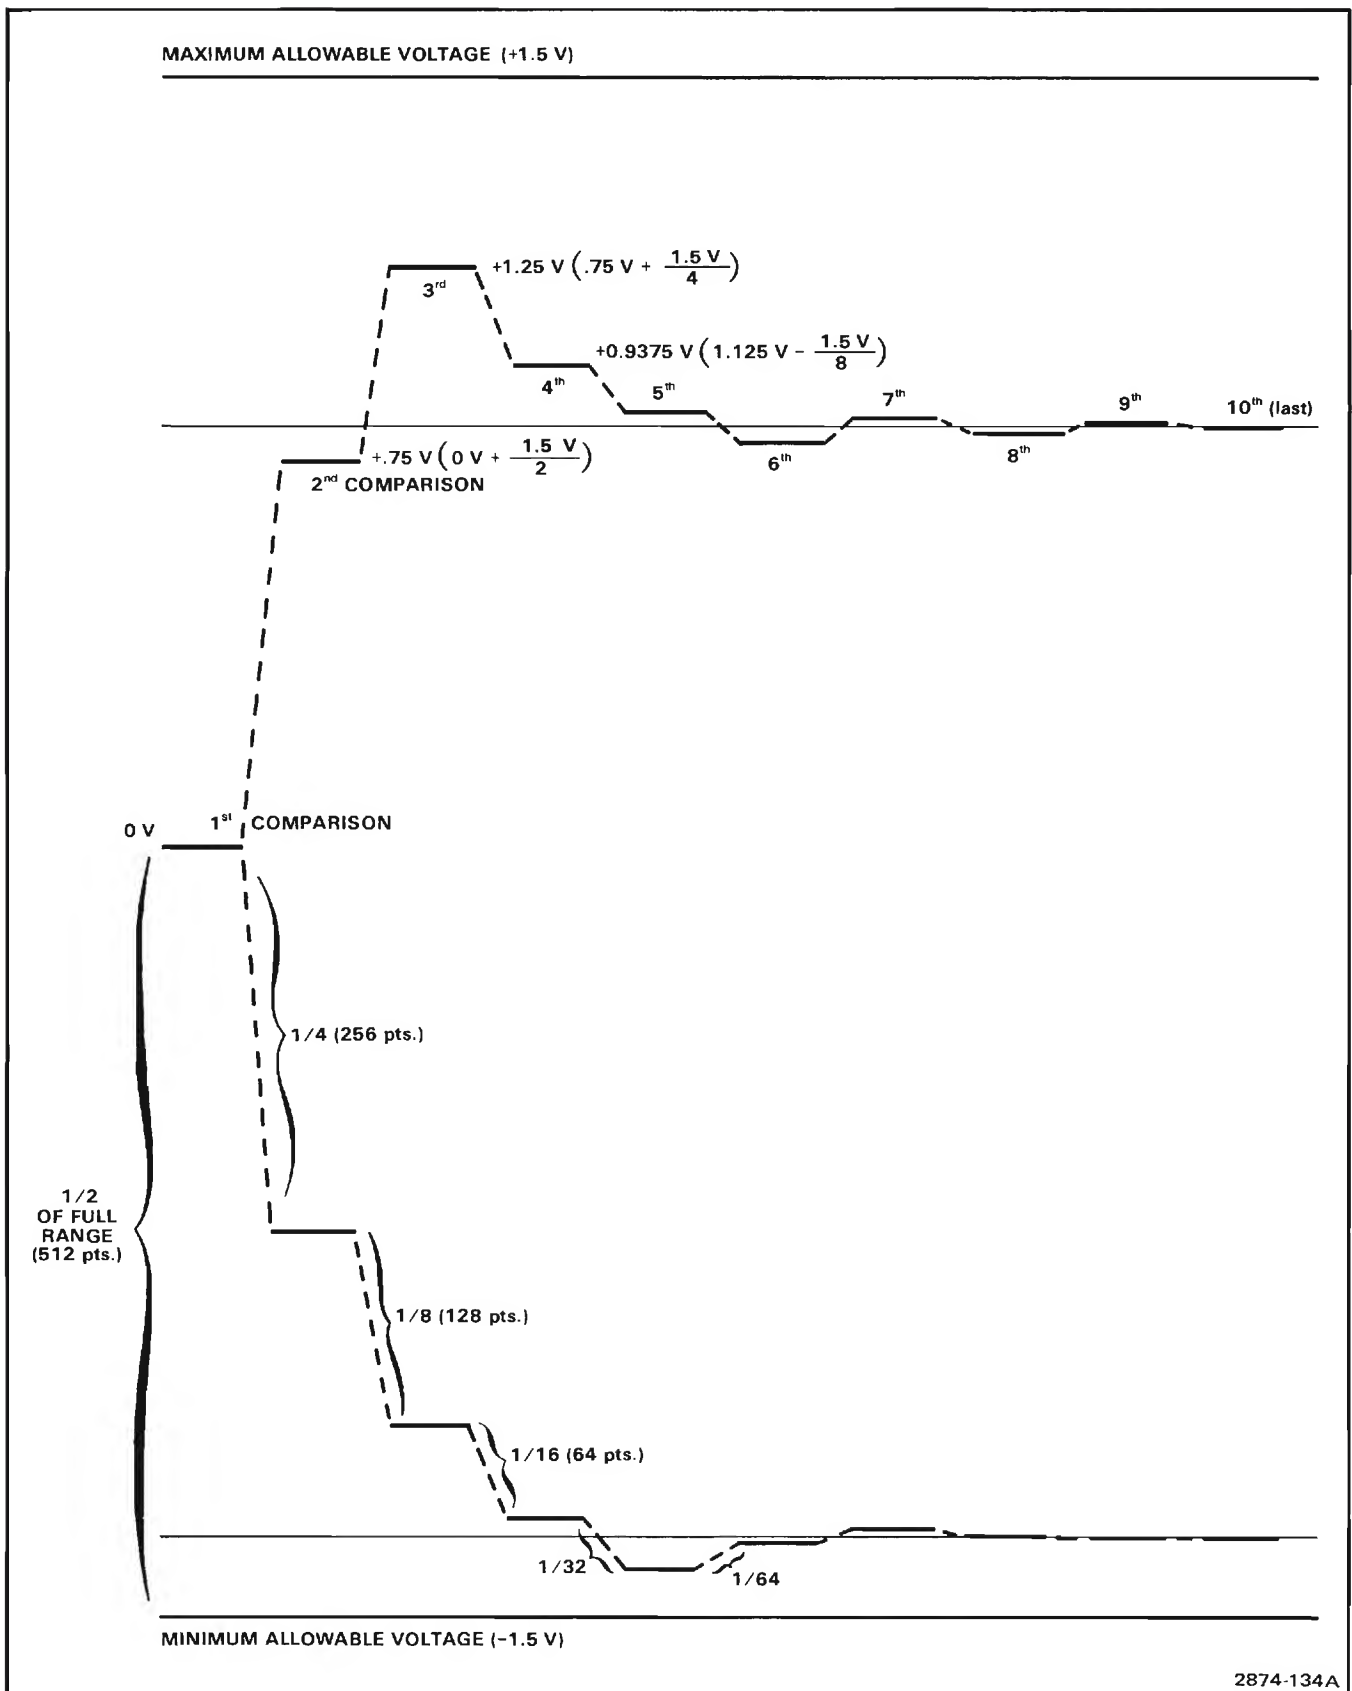 MAXIMUM ALLOWABLE VOLTAGE (+1.5 V)
+1.25 V (.75 V + 1.5 V / 4)
3rd
+0.9375 V (1.125 V - 1.5 V / 8)
4th
5th
7th
9th
10th (last)
+.75 V (0 V + 1.5 V / 2)
6th
8th
2nd COMPARISON
0 V
1st COMPARISON
1/4 (256 pts.)
1/2
OF FULL
RANGE
(512 pts.)
1/8 (128 pts.)
1/16 (64 pts.)
1/32
1/64
MINIMUM ALLOWABLE VOLTAGE (-1.5 V)
2874-134A